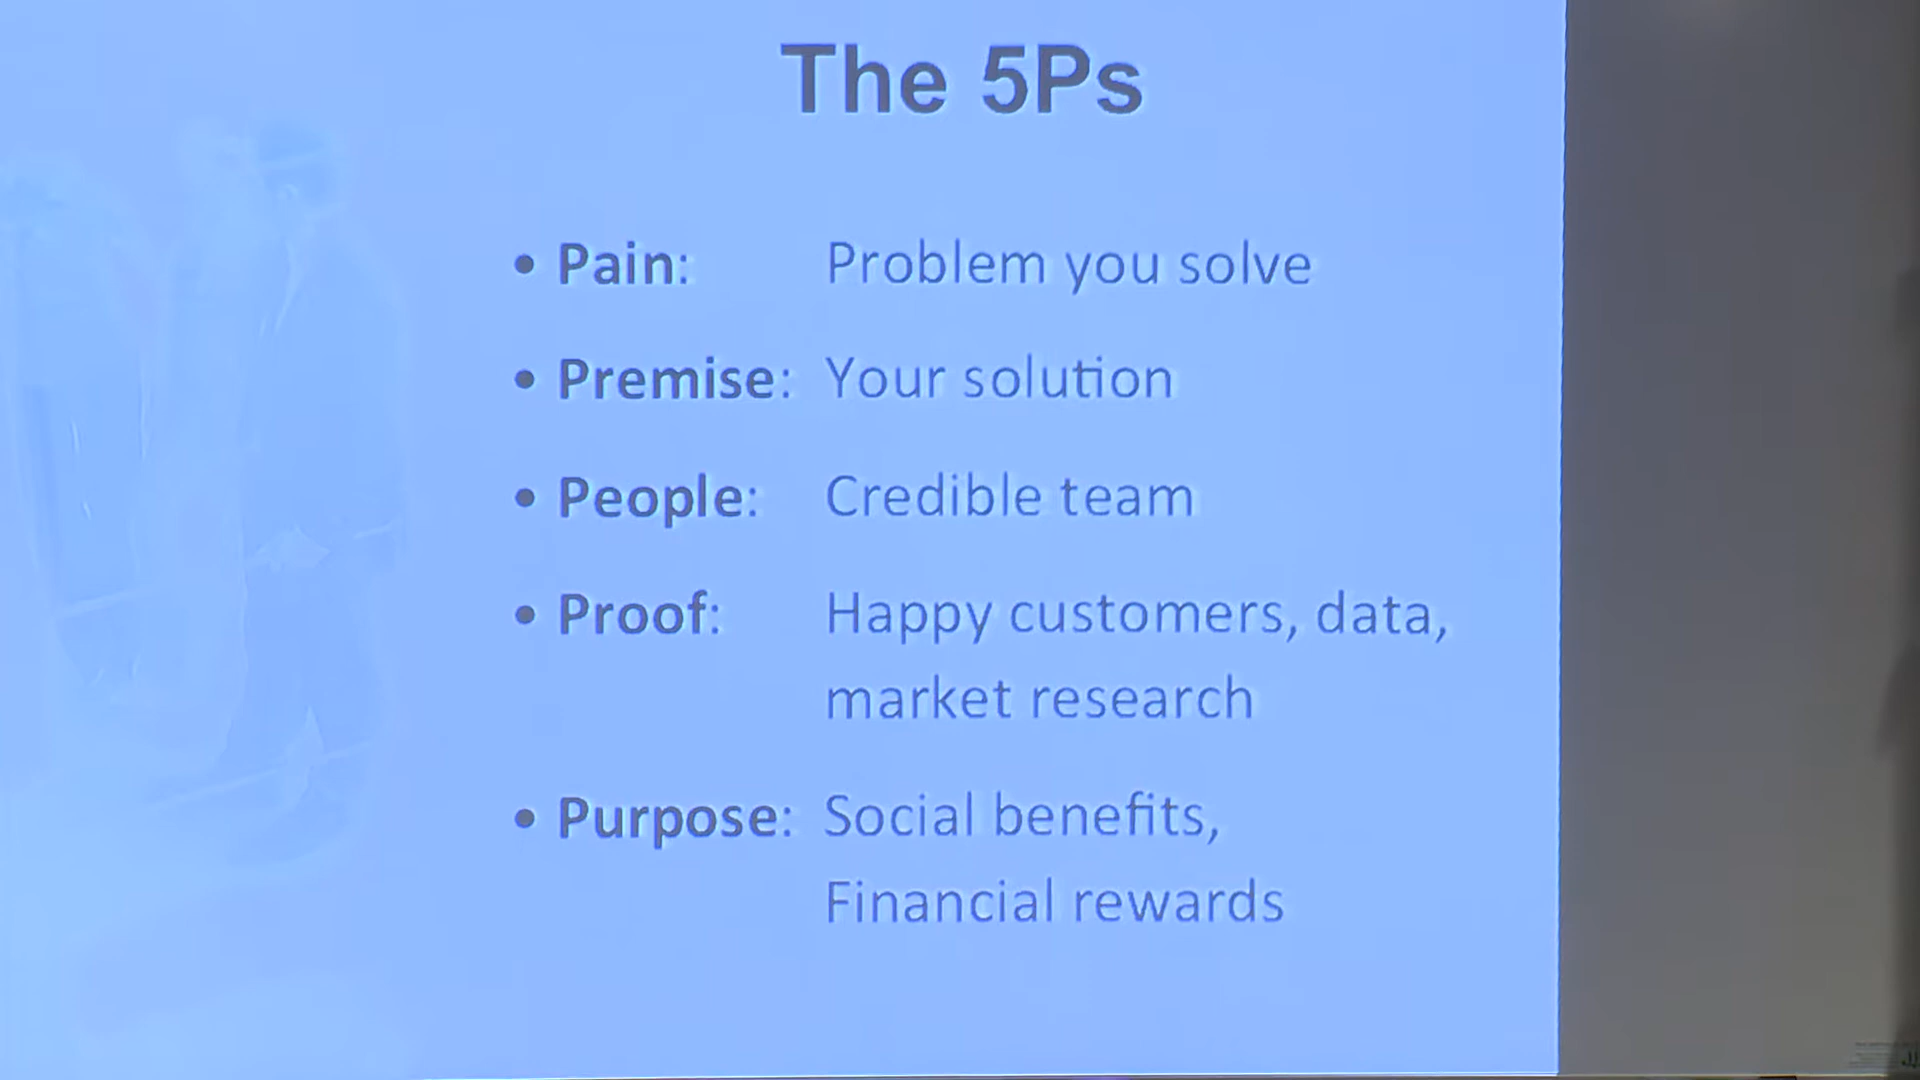 The 5Ps
• Pain: Problem you solve
• Premise: Your solution
• People: Credible team
• Proof: Happy customers, data,
market research
• Purpose: Social benefits,
Financial rewards